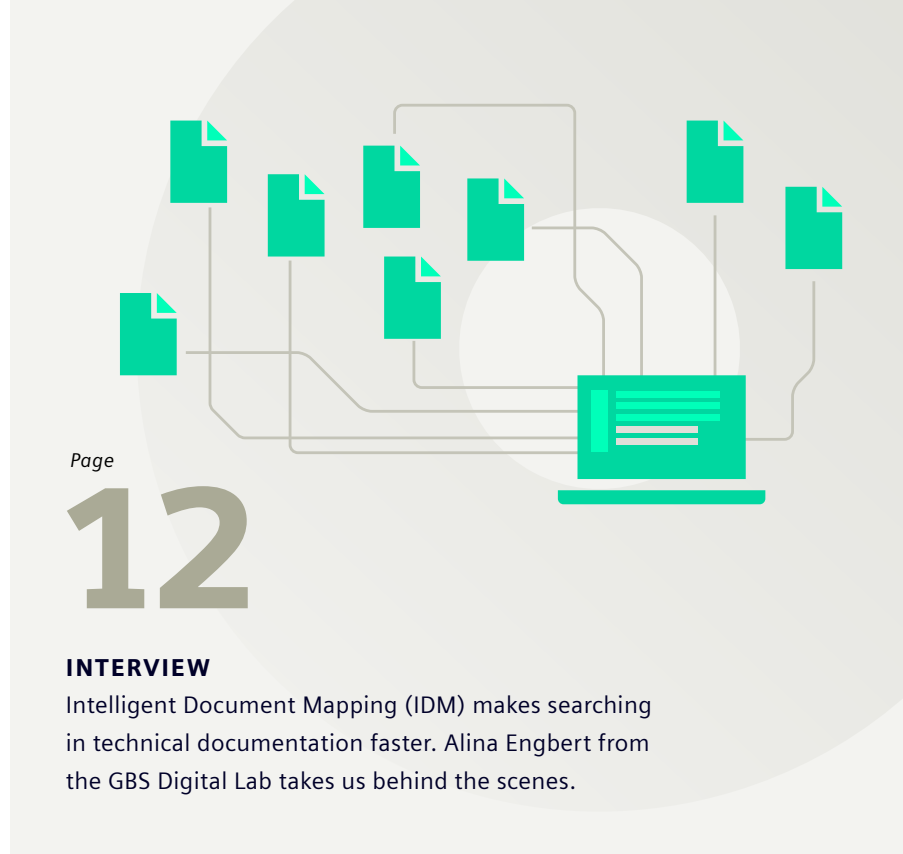 Page
12
INTERVIEW
Intelligent Document Mapping (IDM) makes searching
in technical documentation faster. Alina Engbert from
the GBS Digital Lab takes us behind the scenes.